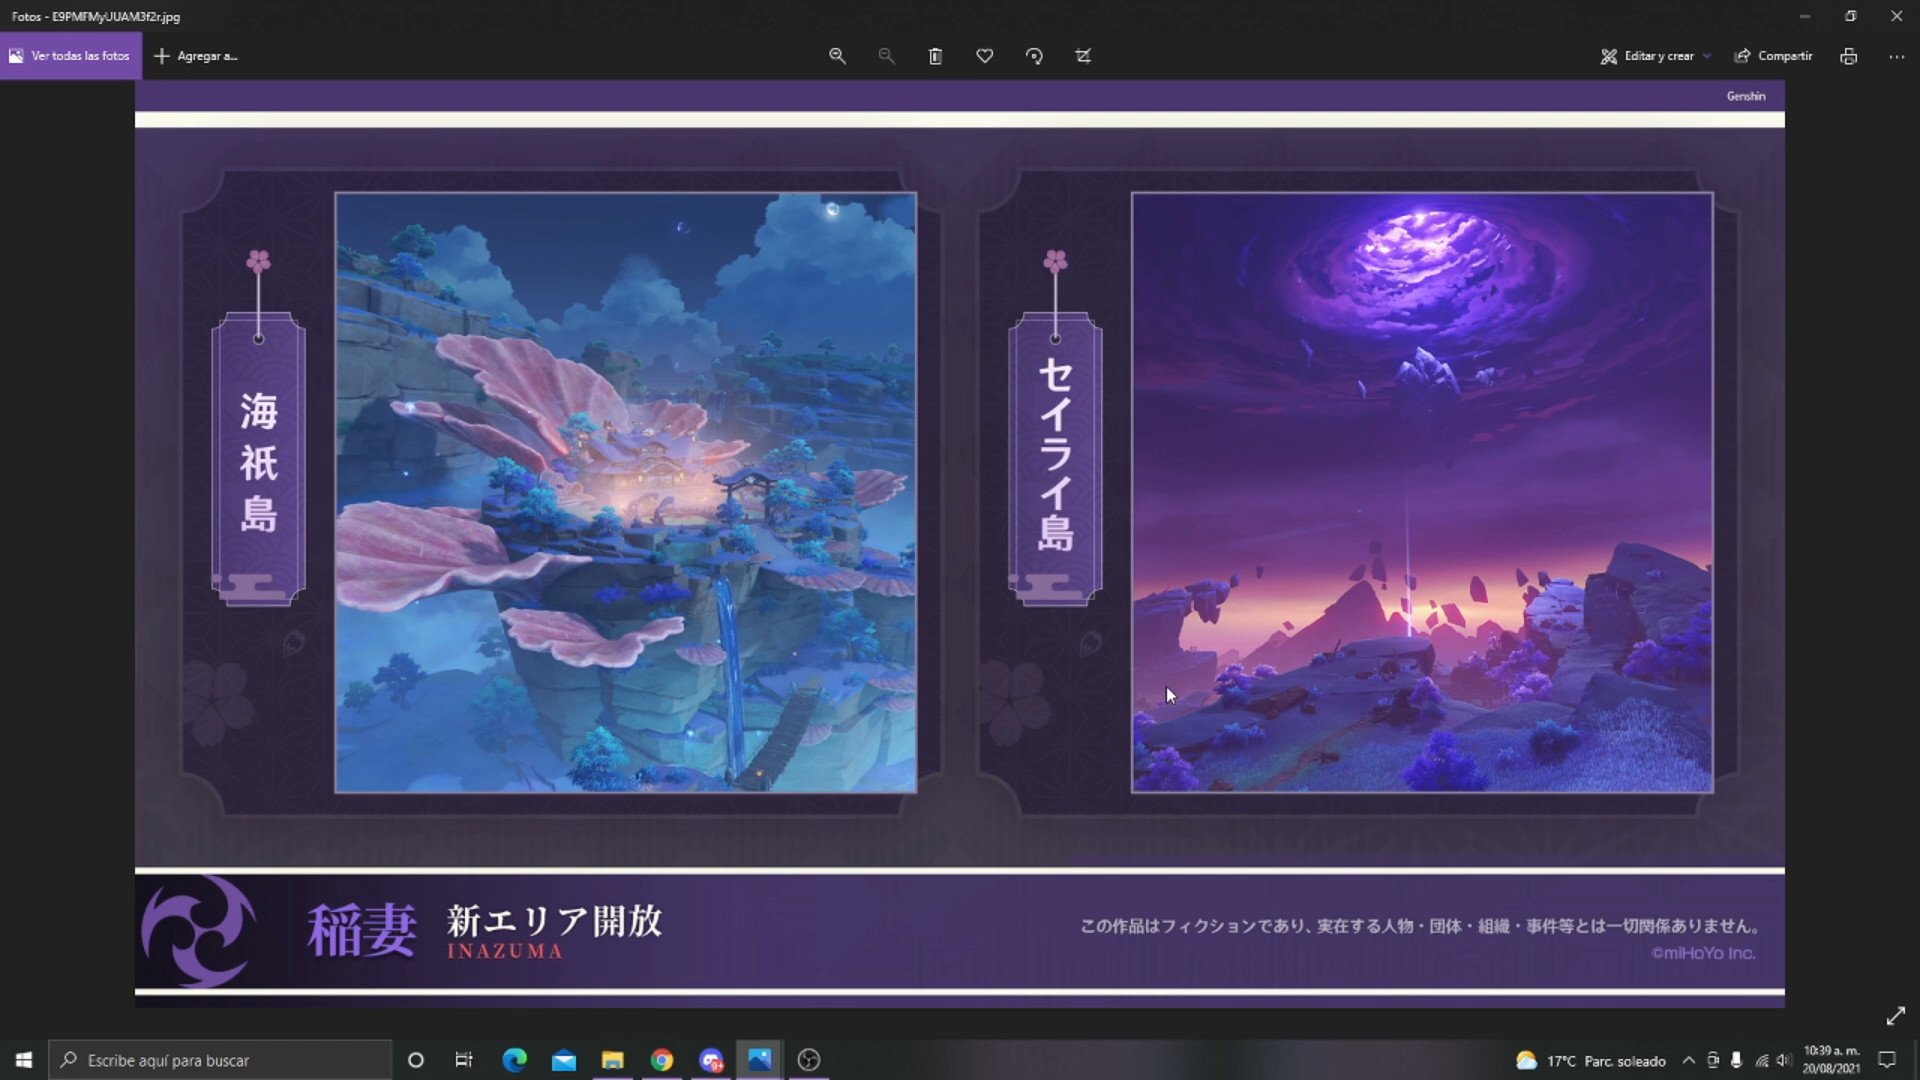 Fotos - E9PMFMyUUAM3f2r.jpg
Ver todas las fotos
Agregar a...
Editar y crear
Compartir
Genshin
海祇島
セイライ島
稲妻
新エリア開放
INAZUMA
この作品はフィクションであり、実在する人物・団体・組織・事件等とは一切関係ありません。
©miHoYo Inc.
Escribe aquí para buscar
9+
17°C Parc. soleado
10:39 a. m.
20/08/2021